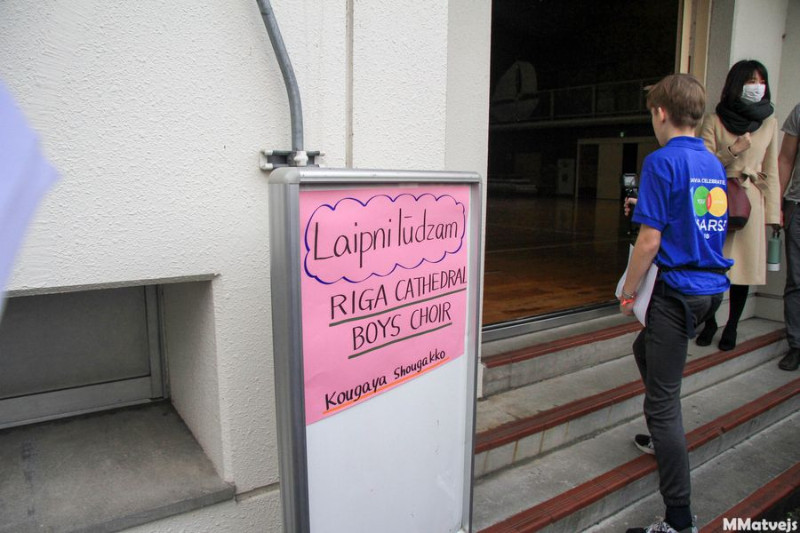 Laipni lūdzam
RIGA CATHEDRAL
BOYS CHOIR
Kougaya Shougakko
MMatvejs